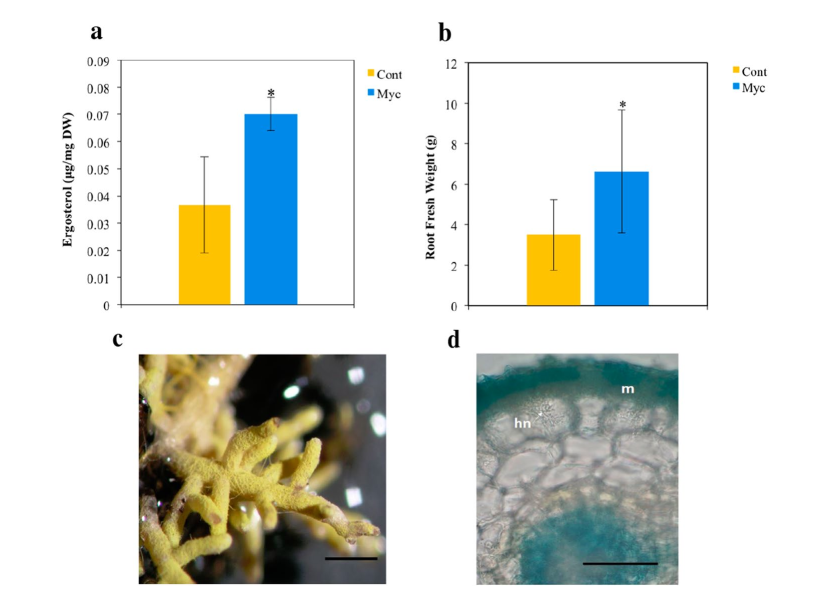 a
Ergosterol (µg/mg DW)
0.09
0.08
0.07
0.06
0.05
0.04
0.03
0.02
0.01
0
*
Cont
Myc
b
Root Fresh Weight (g)
12
10
8
6
4
2
0
*
Cont
Myc
c
d
m
hn